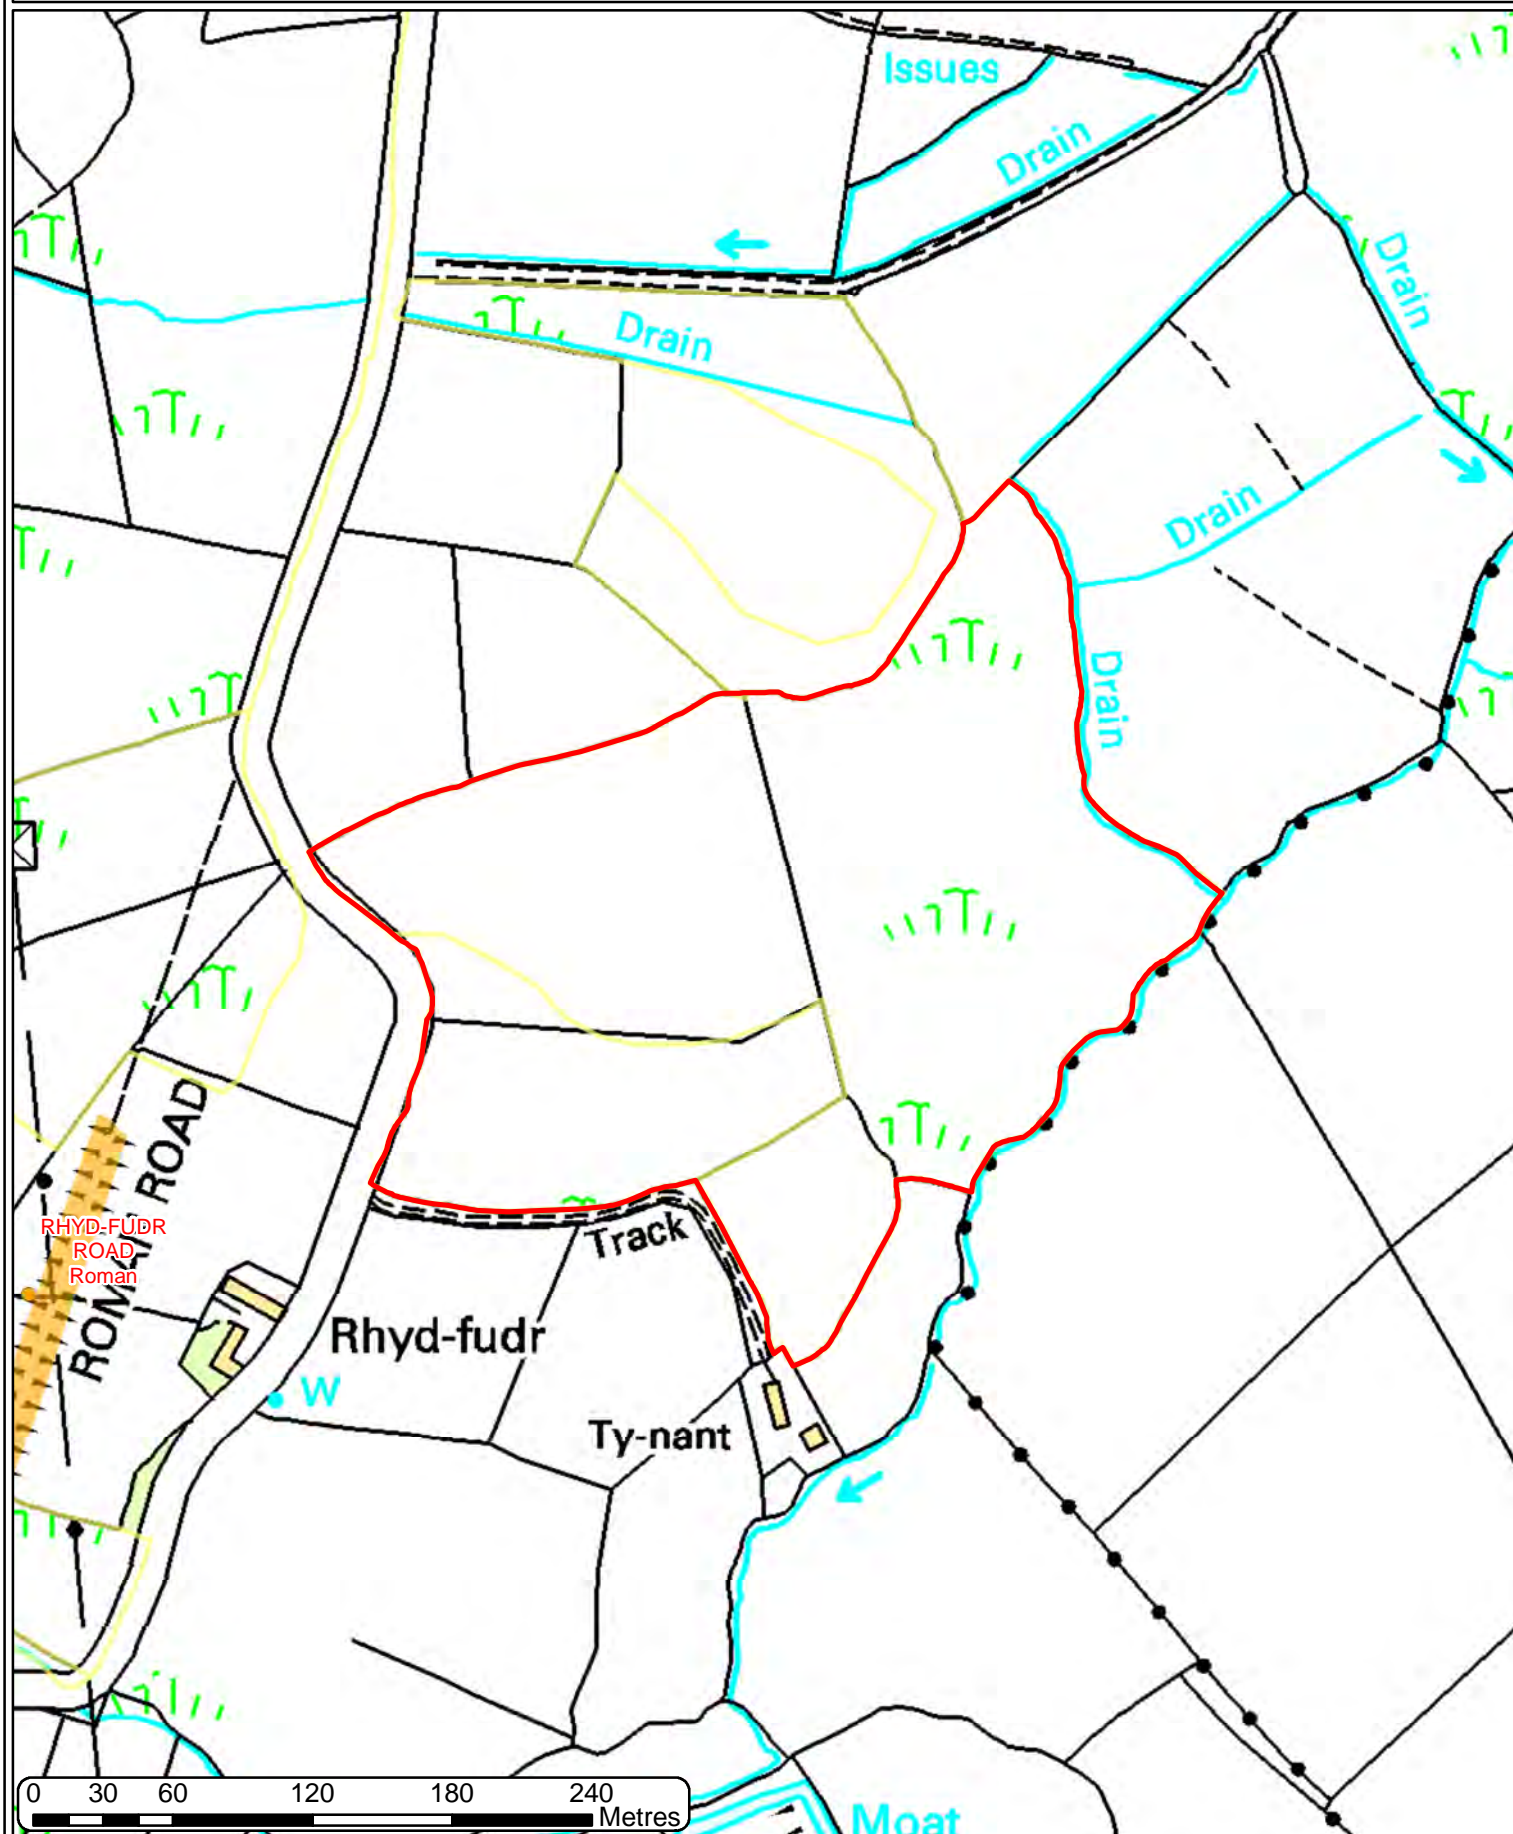 Issues
Drain
Drain
Drain
Drain
Drain
ROMAN ROAD
RHYD-FUDR
ROAD
Roman
Track
Rhyd-fudr
W
Ty-nant
0 30 60 120 180 240
Metres
Moat